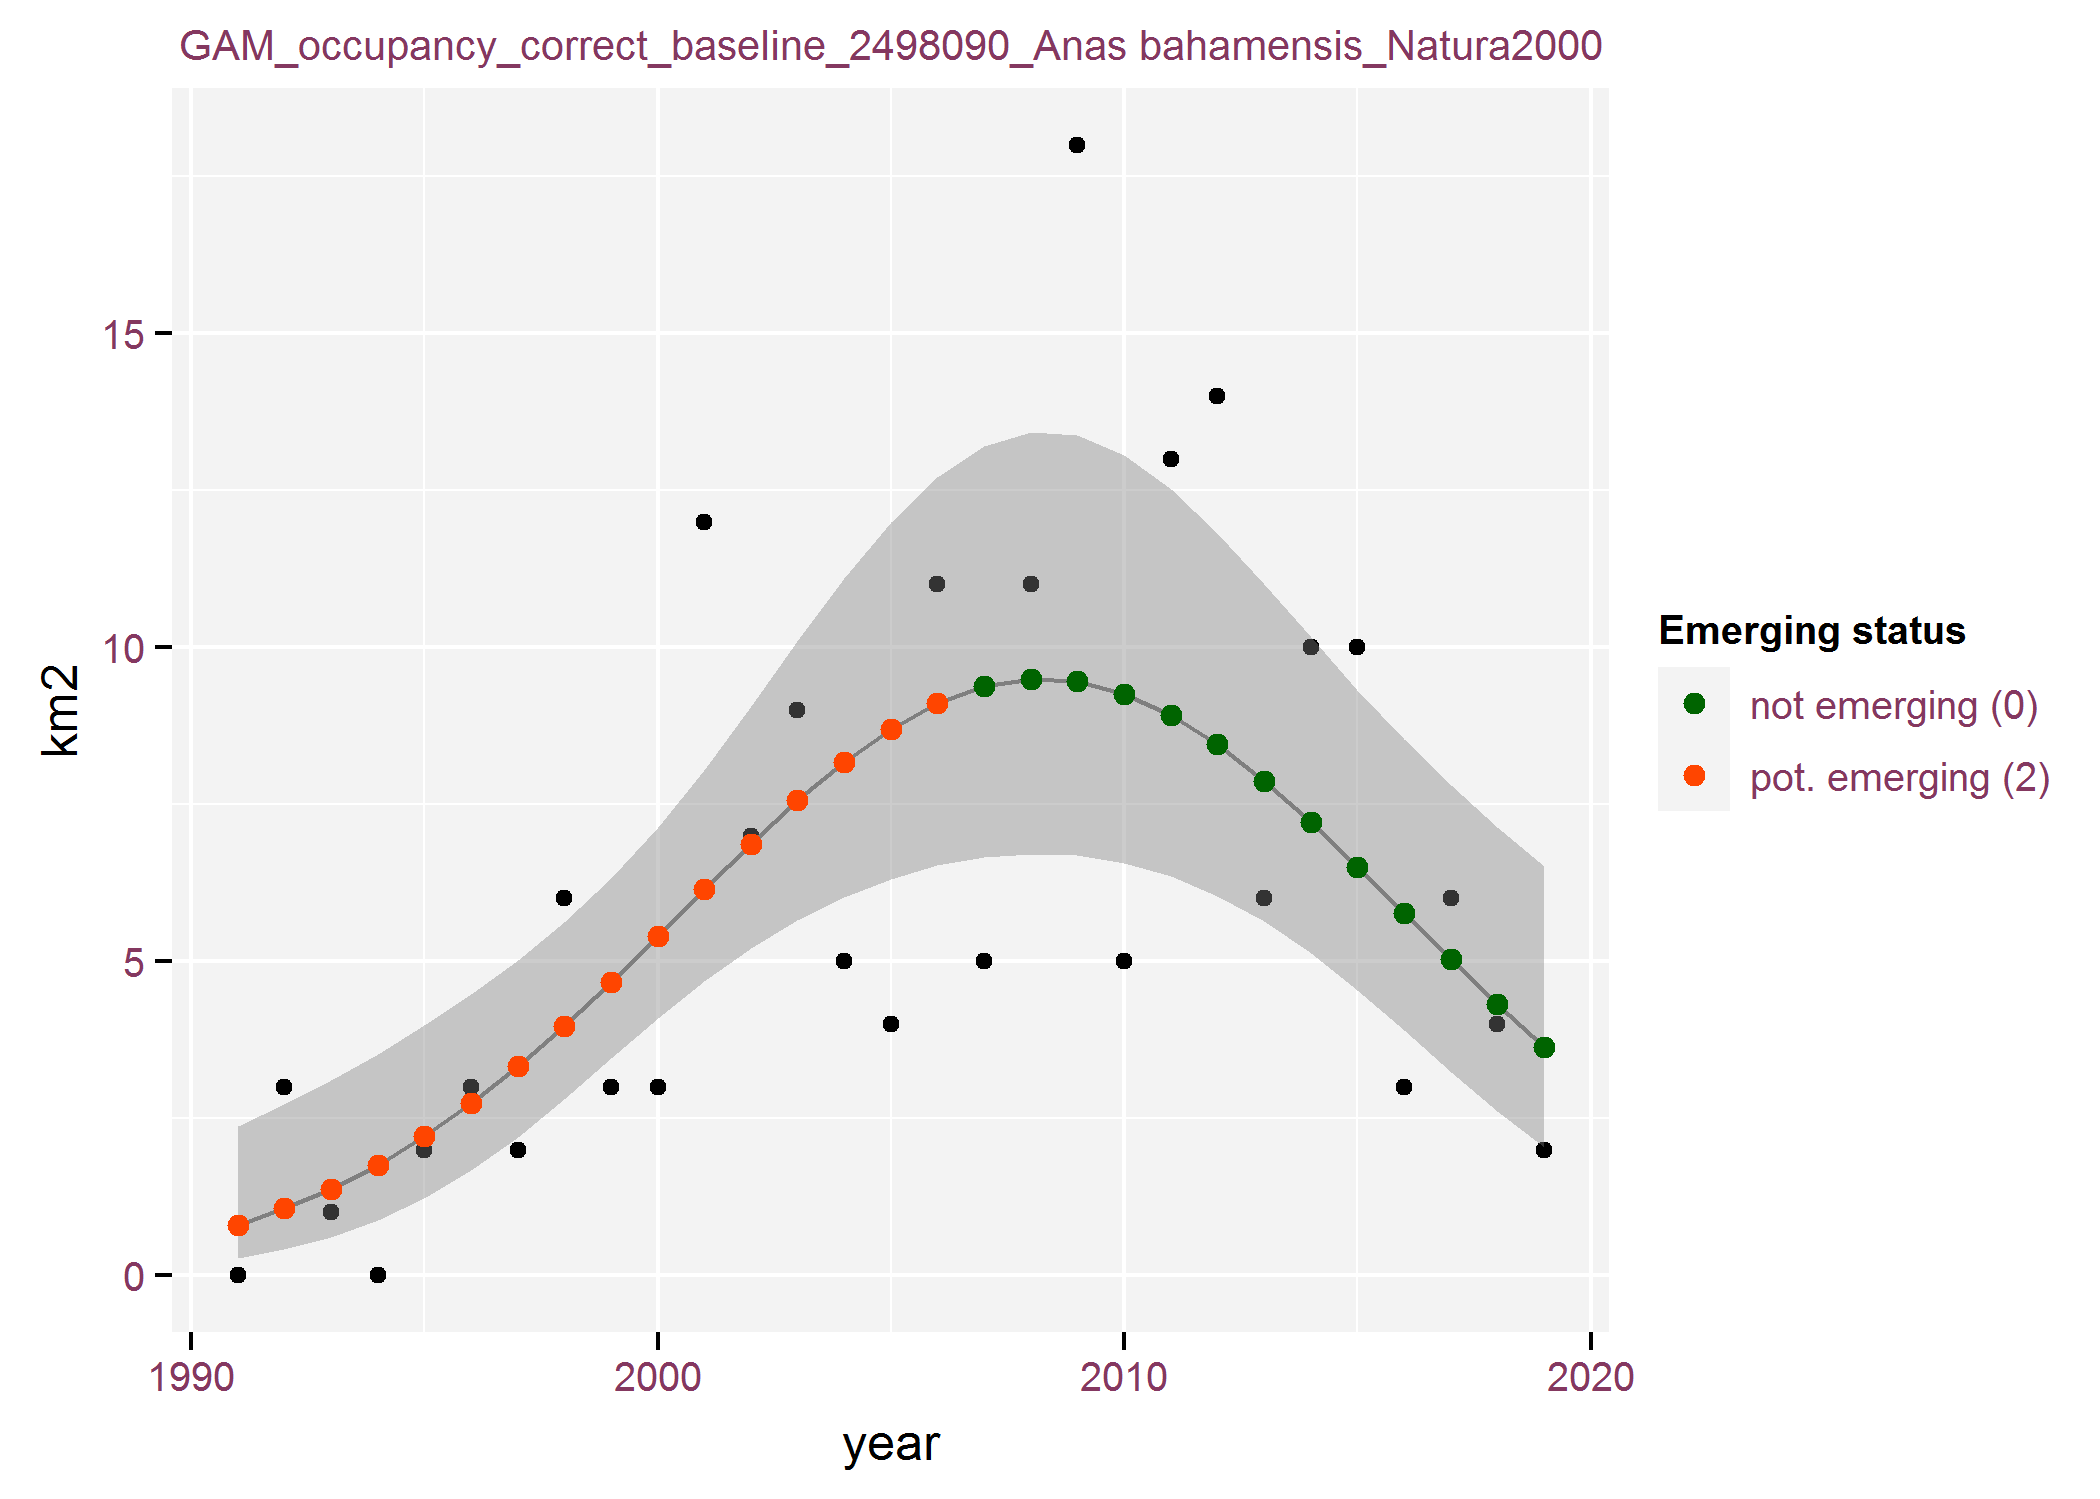 GAM_occupancy_correct_baseline_2498090_Anas bahamensis_Natura2000
15
10
5
0
km2
1990 2000 2010 2020
year
Emerging status
not emerging (0)
pot. emerging (2)